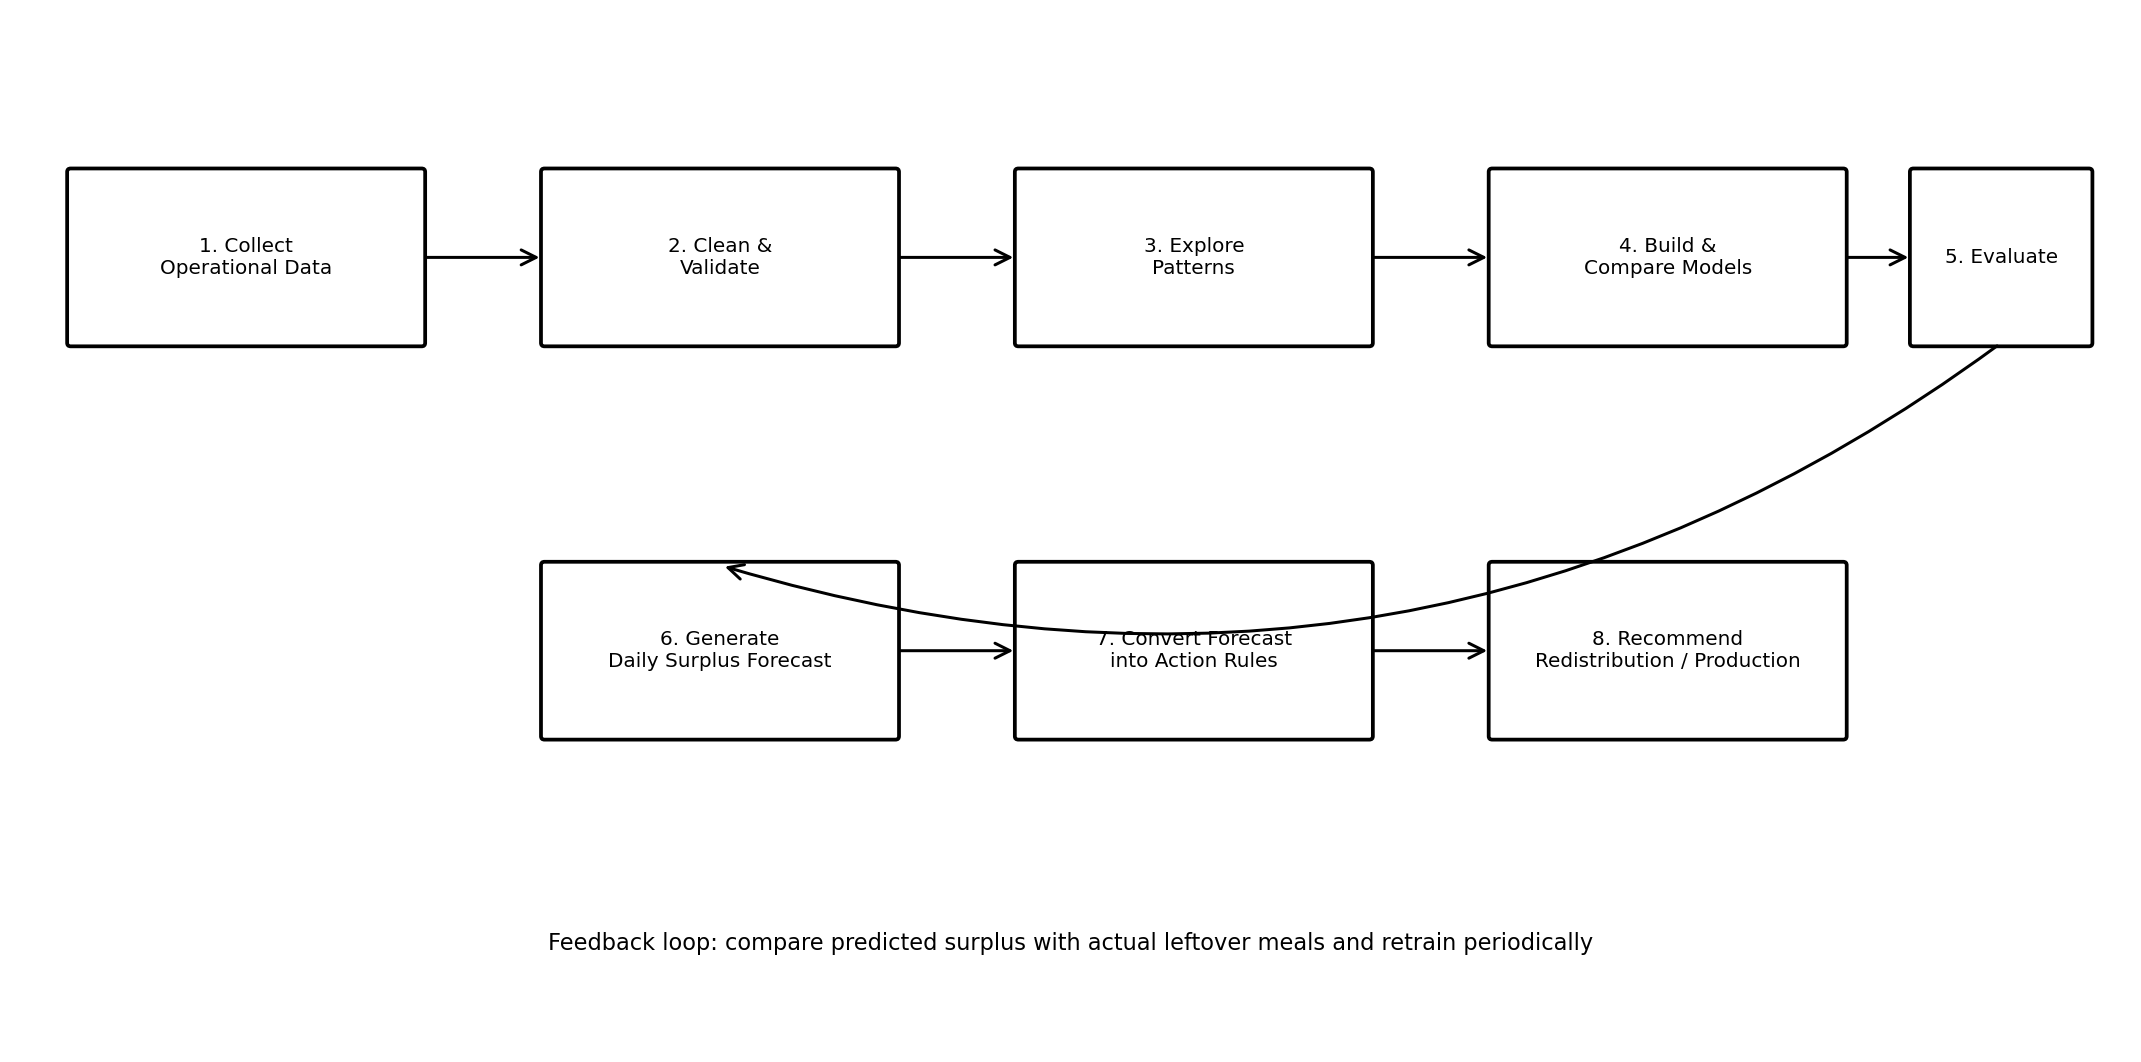 1. Collect
Operational Data
2. Clean &
Validate
3. Explore
Patterns
4. Build &
Compare Models
5. Evaluate
6. Generate
Daily Surplus Forecast
7. Convert Forecast
into Action Rules
8. Recommend
Redistribution / Production
Feedback loop: compare predicted surplus with actual leftover meals and retrain periodically